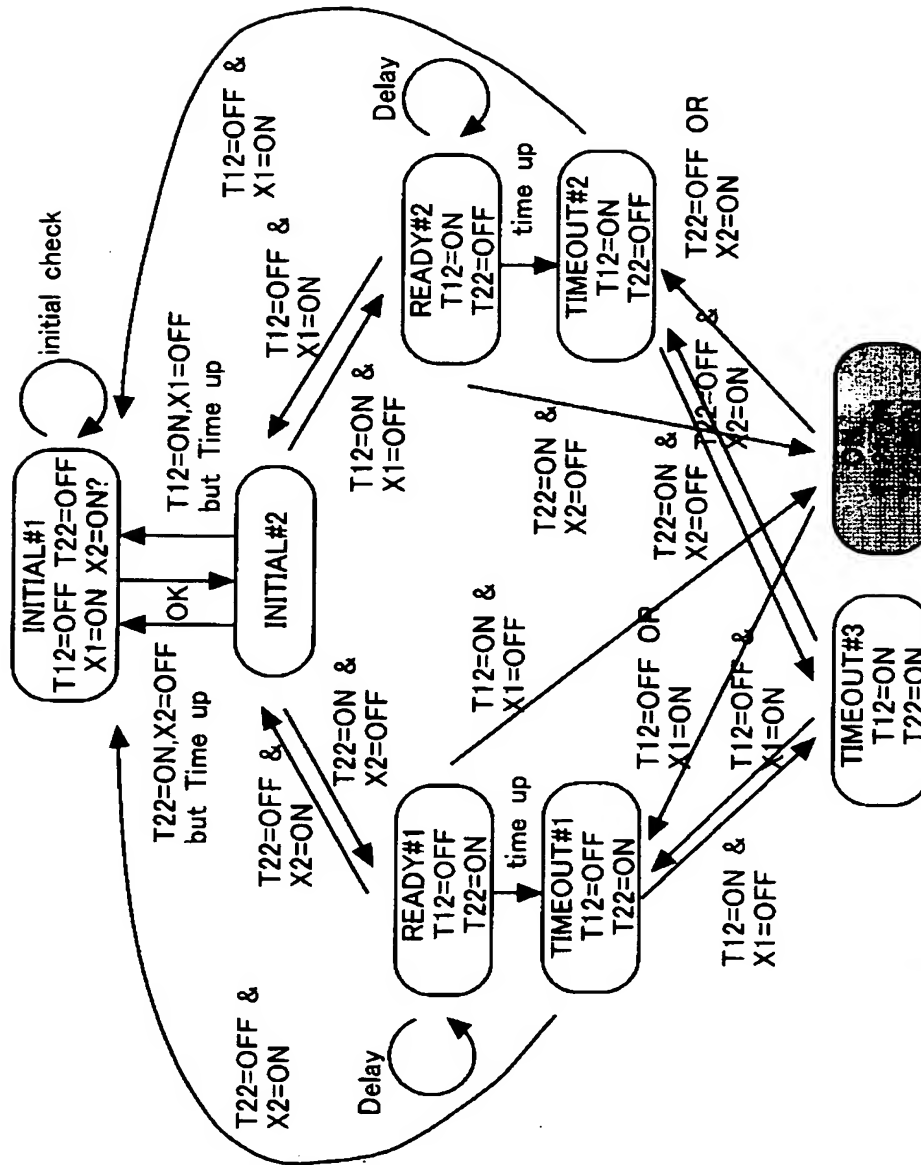 INITIAL#1
T12=OFF T22=OFF
X1=ON X2=ON?
initial check
T22=ON,X2=OFF
but Time up
OK
T12=ON,X1=OFF
but Time up
T12=OFF &
X1=ON
INITIAL#2
T22=OFF &
X2=ON
T22=OFF &
X2=ON
T22=ON &
X2=OFF
T12=OFF &
X1=ON
T12=ON &
X1=OFF
Delay
READY#1
T12=OFF
T22=ON
time up
READY#2
T12=ON
T22=OFF
Delay
time up
TIMEOUT#1
T12=OFF
T22=ON
TIMEOUT#2
T12=ON
T22=OFF
T12=ON &
X1=OFF
T22=ON &
X2=OFF
T12=OFF OR
X1=ON
T22=ON &
X2=OFF
T22=OFF &
X2=ON
T22=OFF OR
X2=ON
T12=ON &
X1=OFF
T12=OFF &
X1=ON
TIMEOUT#3
T12=ON
T22=ON
ON